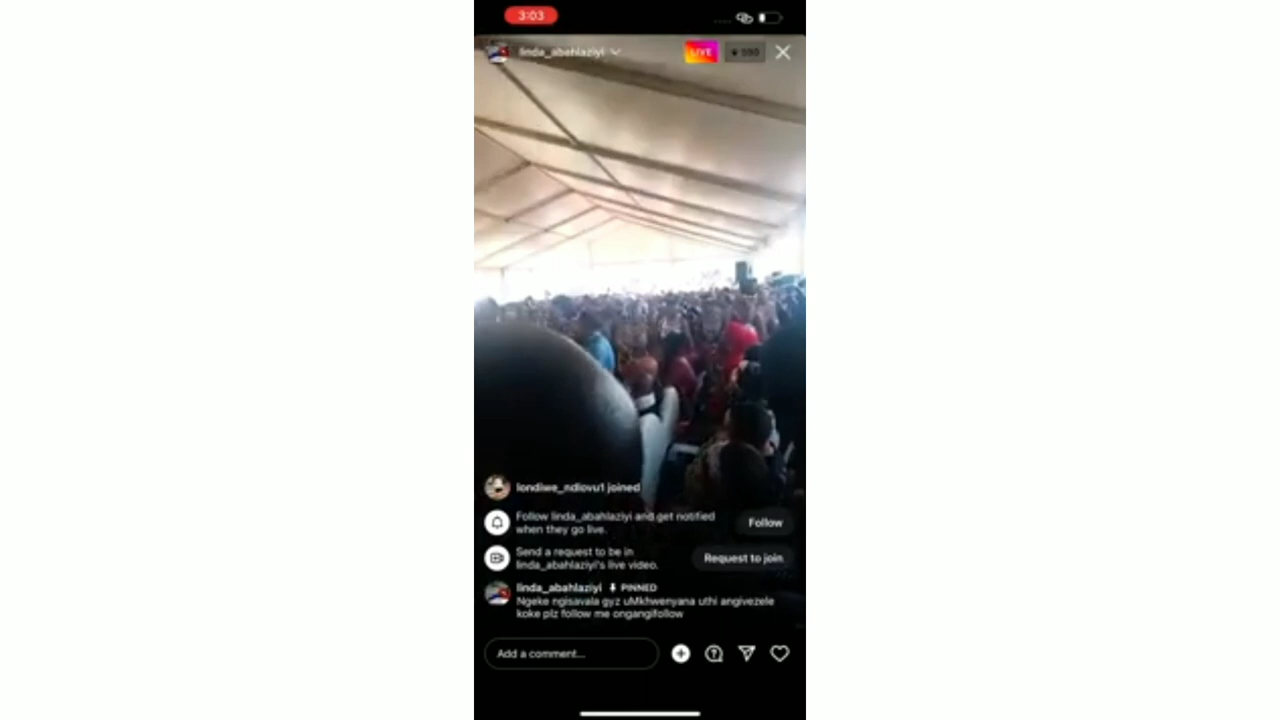 3:03
linda_abahlaziyi
LIVE
londiwe_ndlovu1 joined
Follow linda_abahlaziyi and get notified
when they go live.
Follow
Send a request to be in
linda_abahlaziyi's live video.
Request to join
linda_abahlaziyi PINNED
Ngeke ngisavala gyz uMkhwenyana uthi angivezele
koke plz follow me ongangifollow
Add a comment...